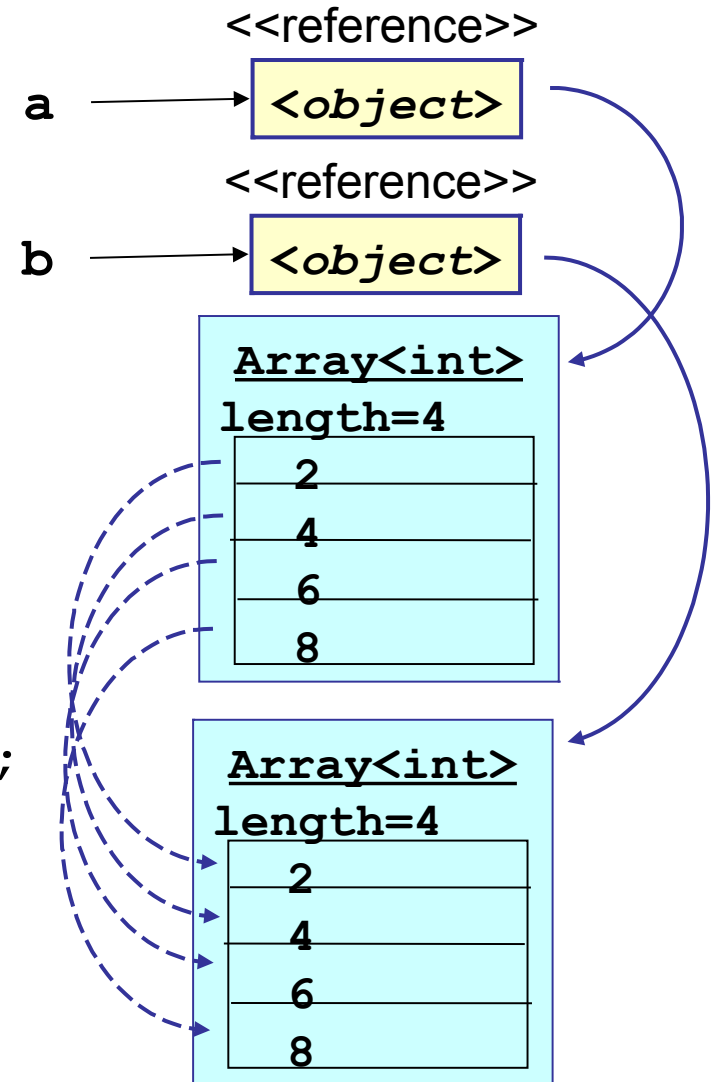 <<reference>>
a
<object>
<<reference>>
b
<object>
Array<int>
length=4
2
4
6
8
;
Array<int>
length=4
2
4
6
8